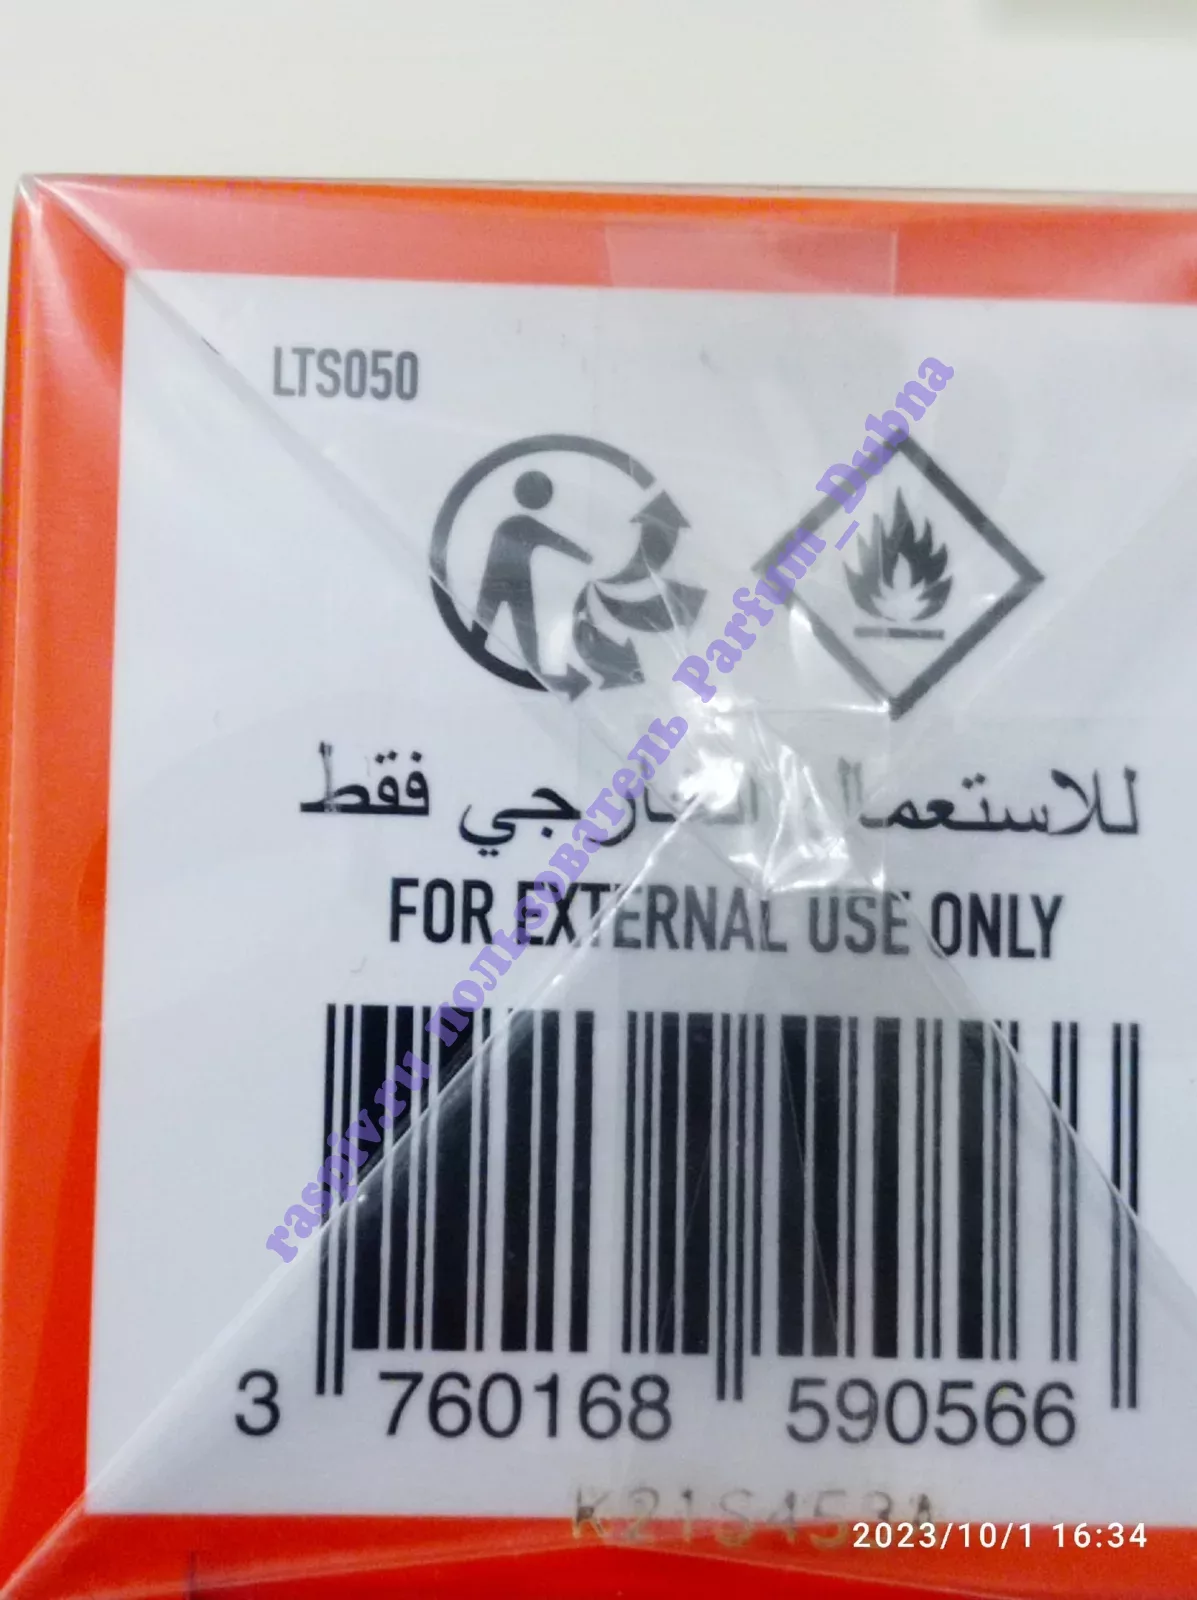 LTS050
للاستعمال الخارجي فقط
FOR EXTERNAL USE ONLY
3 760168 590566
K21S453A
2023/10/1 16:34
raspiv.ru пользователь Parfum_Dubna